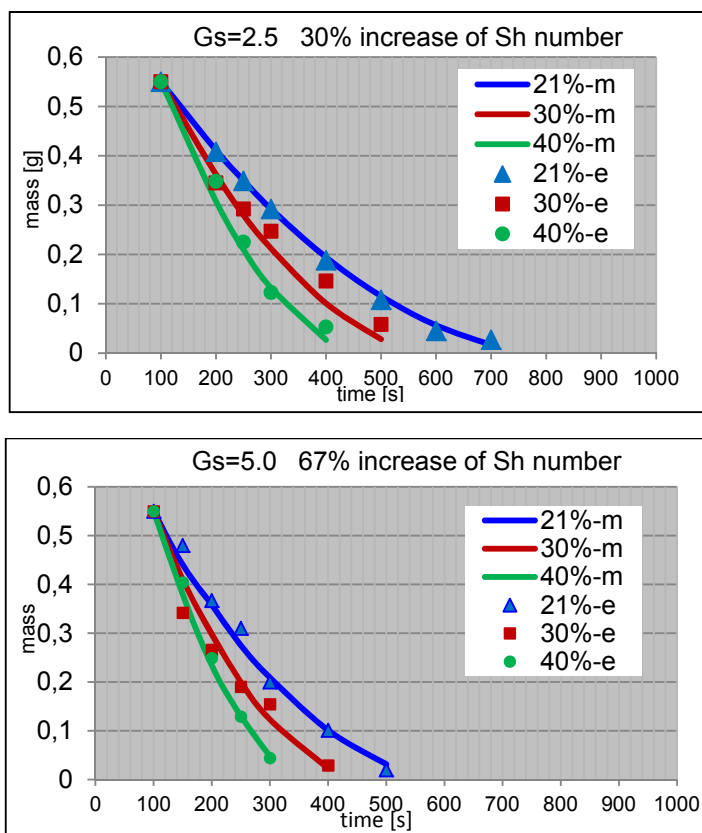 Gs=2.5 30% increase of Sh number
0,6
0,5
0,4
0,3
0,2
0,1
0
mass [g]
21%-m
30%-m
40%-m
21%-e
30%-e
40%-e
0 100 200 300 400 500 600 700 800 900 1000
time [s]
Gs=5.0 67% increase of Sh number
0,6
0,5
0,4
0,3
0,2
0,1
0
mass
21%-m
30%-m
40%-m
21%-e
30%-e
40%-e
0 100 200 300 400 500 600 700 800 900 1000
time [s]